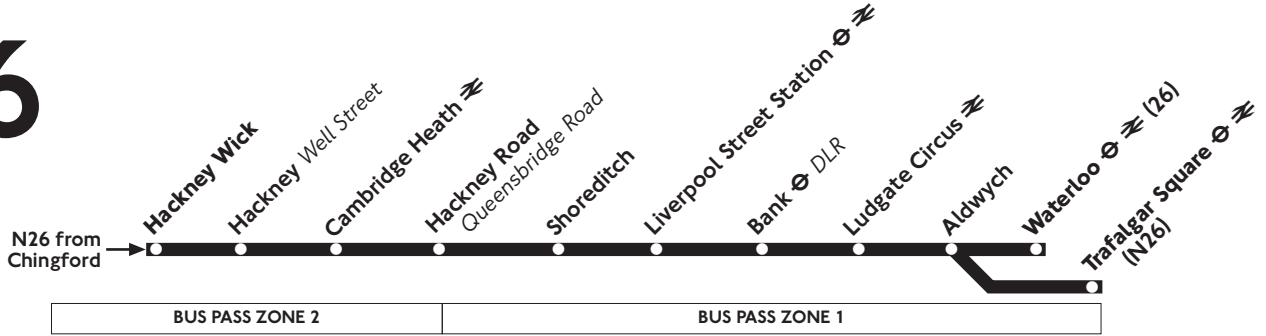 6
Hackney Wick
Hackney Well Street
Cambridge Heath
Hackney Road
Queensbridge Road
Shoreditch
Liverpool Street Station
Bank DLR
Ludgate Circus
Aldwych
Waterloo (26)
Trafalgar Square
(N26)
N26 from
Chingford
BUS PASS ZONE 2
BUS PASS ZONE 1